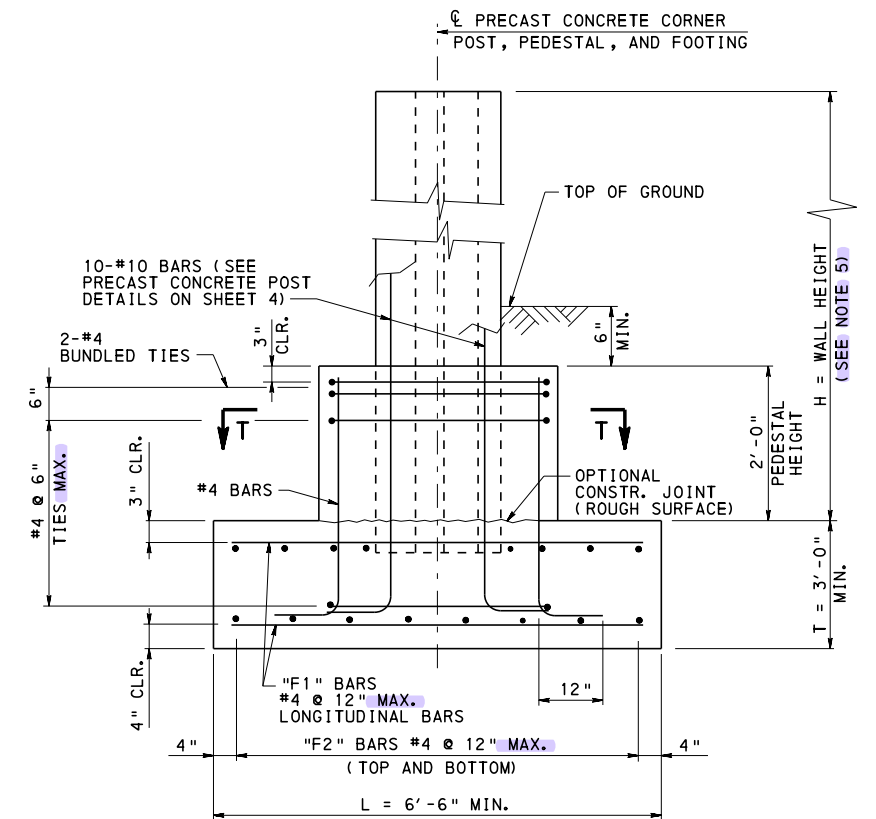 ℄ PRECAST CONCRETE CORNER
POST, PEDESTAL, AND FOOTING
TOP OF GROUND
10-#10 BARS (SEE
PRECAST CONCRETE POST
DETAILS ON SHEET 4)
3"
CLR.
2-#4
BUNDLED TIES
6"
MIN.
H = WALL HEIGHT
(SEE NOTE 5)
6"
T
T
2'-0"
PEDESTAL
HEIGHT
#4 @ 6"
TIES MAX.
3" CLR.
#4 BARS
OPTIONAL
CONSTR. JOINT
(ROUGH SURFACE)
T = 3'-0"
MIN.
4" CLR.
"F1" BARS
#4 @ 12" MAX.
LONGITUDINAL BARS
12"
4"
"F2" BARS #4 @ 12" MAX.
(TOP AND BOTTOM)
4"
L = 6'-6" MIN.